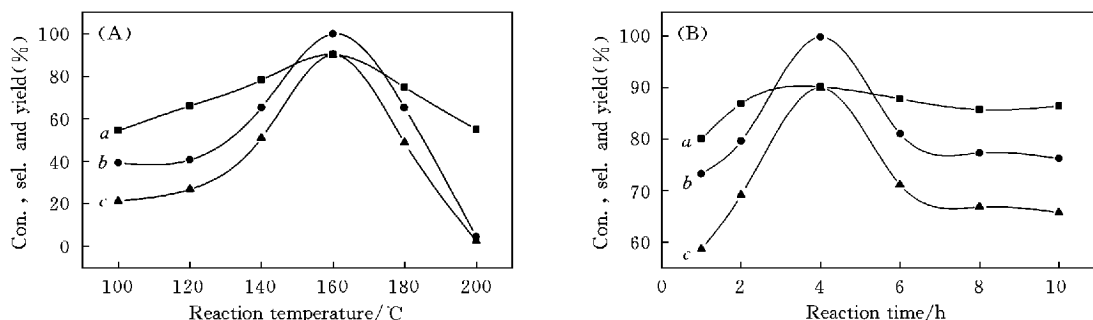 (A)
Con., sel. and yield(%)
100
80
60
40
20
0
a
b
c
100 120 140 160 180 200
Reaction temperature/℃
(B)
Con., sel. and yield(%)
100
90
80
70
60
a
b
c
0 2 4 6 8 10
Reaction time/h